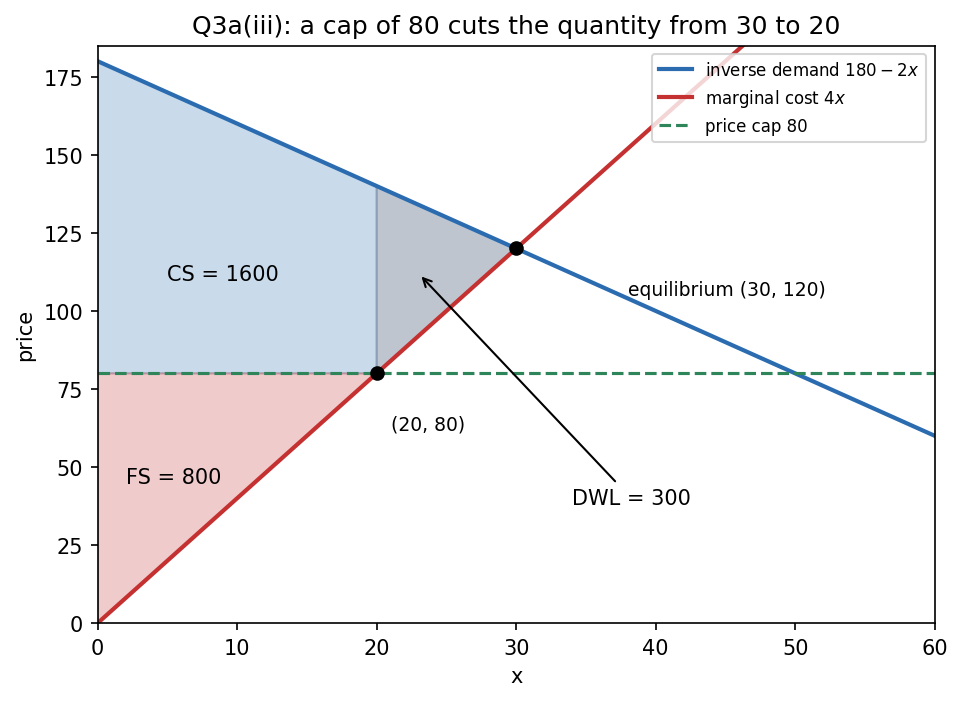 Q3a(iii): a cap of 80 cuts the quantity from 30 to 20
inverse demand 180 − 2x
marginal cost 4x
price cap 80
price
175
150
125
100
75
50
25
0
CS = 1600
equilibrium (30, 120)
(20, 80)
FS = 800
DWL = 300
0 10 20 30 40 50 60
x